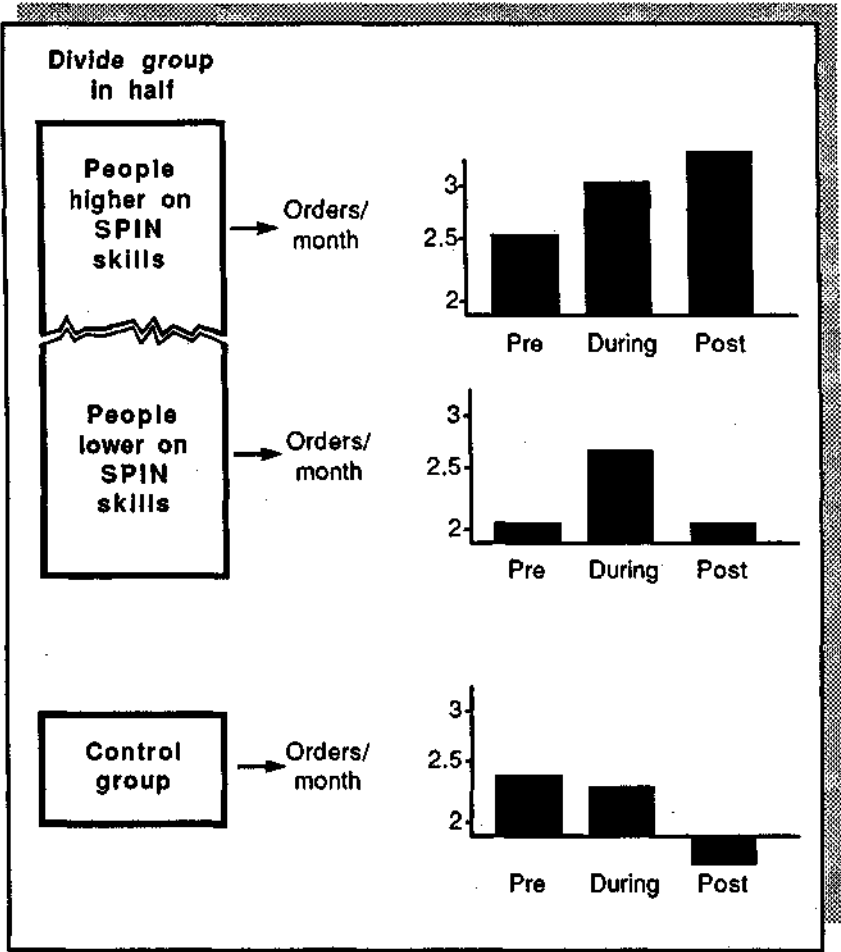 Divide group
in half
People
higher on
SPIN
skills
Orders/
month
3
2.5
2
Pre During Post
People
lower on
SPIN
skills
Orders/
month
3
2.5
2
Pre During Post
Control
group
Orders/
month
3
2.5
2
Pre During Post